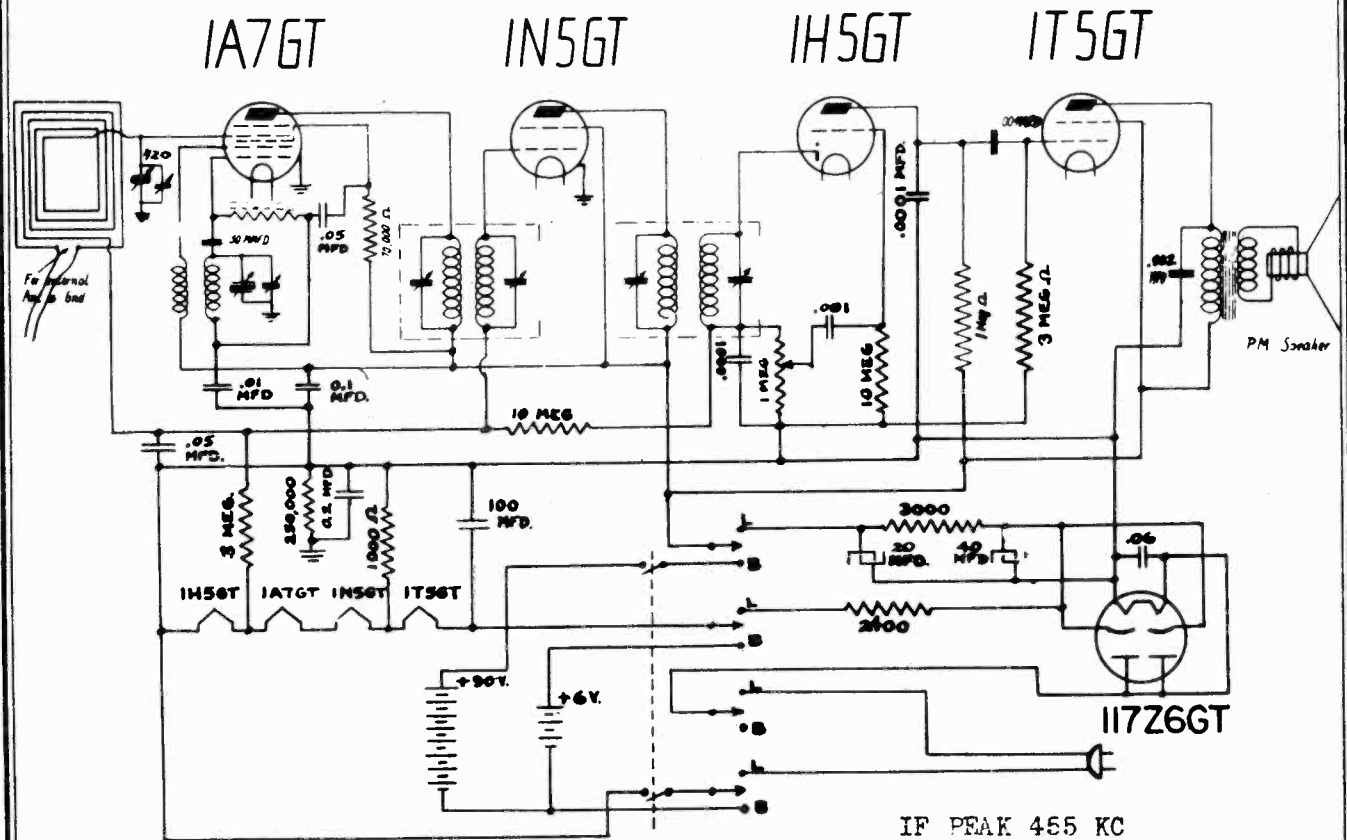 1A7GT
1N5GT
1H5GT
1T5GT
420
For External
Ant. & Gnd
50 MMFD
.05
MFD
70,000 Ω
.01
MFD
0.1
MFD.
.05
MFD.
10 MEG
.0001
1 MEG
.001
10 MEG
.0001 MFD.
1 Meg Ω
3 MEG Ω
.002
PM Speaker
3 MEG.
250,000
0.2 MFD
1000 Ω
100
MFD.
1H5GT
1A7GT
1N5GT
1T5GT
+90V.
+6V.
L
B
L
B
L
B
L
B
3000
20
MFD.
40
MFD
2400
.06
117Z6GT
IF PEAK 455 KC